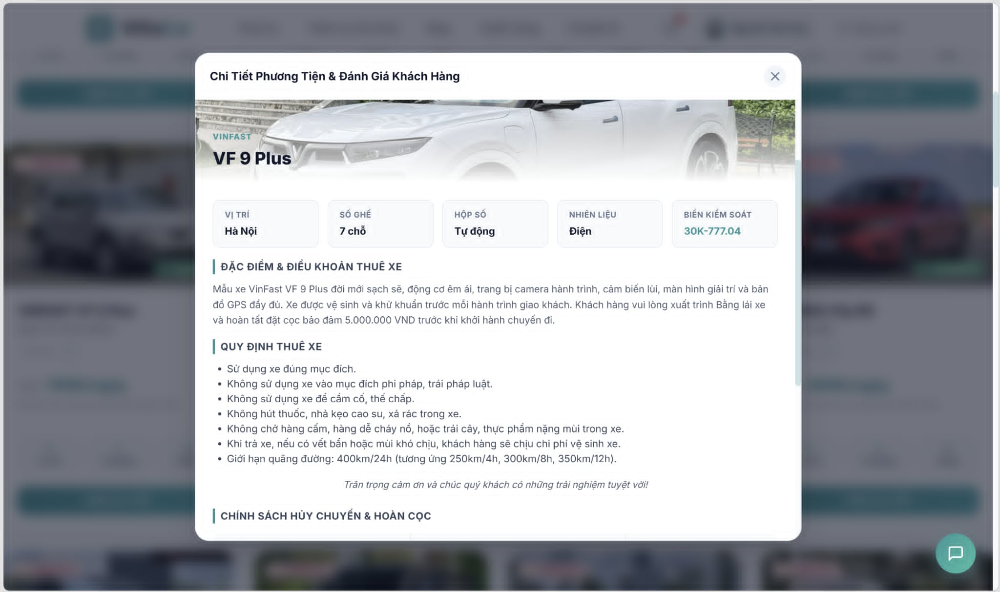 Chi Tiết Phương Tiện & Đánh Giá Khách Hàng
VINFAST
VF 9 Plus
VỊ TRÍ
Hà Nội
SỐ GHẾ
7 chỗ
HỘP SỐ
Tự động
NHIÊN LIỆU
Điện
BIỂN KIỂM SOÁT
30K-777.04
ĐẶC ĐIỂM & ĐIỀU KHOẢN THUÊ XE
Mẫu xe VinFast VF 9 Plus đời mới sạch sẽ, động cơ êm ái, trang bị camera hành trình, cảm biến lùi, màn hình giải trí và bản
đồ GPS đầy đủ. Xe được vệ sinh và khử khuẩn trước mỗi hành trình giao khách. Khách hàng vui lòng xuất trình Bằng lái xe
và hoàn tất đặt cọc bảo đảm 5.000.000 VND trước khi khởi hành chuyến đi.
QUY ĐỊNH THUÊ XE
• Sử dụng xe đúng mục đích.
• Không sử dụng xe vào mục đích phi pháp, trái pháp luật.
• Không sử dụng xe để cầm cố, thế chấp.
• Không hút thuốc, nhả kẹo cao su, xả rác trong xe.
• Không chở hàng cấm, hàng dễ cháy nổ, hoặc trái cây, thực phẩm nặng mùi trong xe.
• Khi trả xe, nếu có vết bẩn hoặc mùi khó chịu, khách hàng sẽ chịu chi phí vệ sinh xe.
• Giới hạn quãng đường: 400km/24h (tương ứng 250km/4h, 300km/8h, 350km/12h).
Trân trọng cảm ơn và chúc quý khách có những trải nghiệm tuyệt vời!
CHÍNH SÁCH HỦY CHUYẾN & HOÀN CỌC